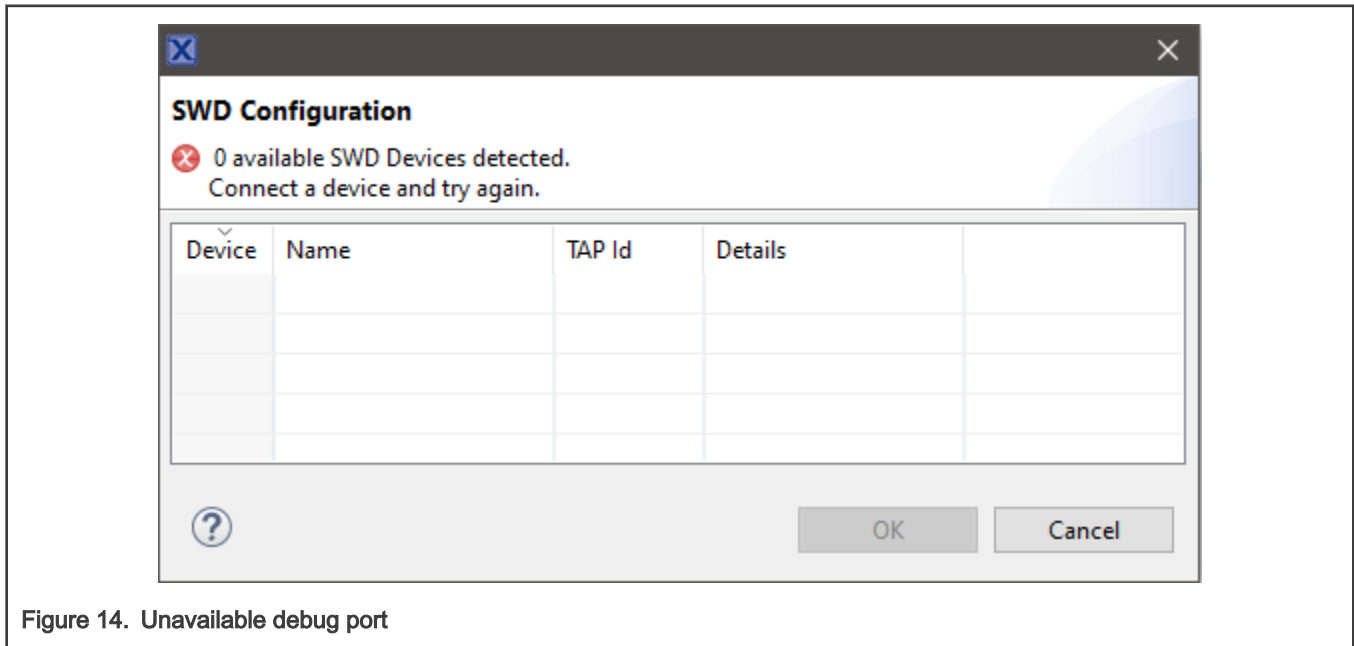 SWD Configuration
0 available SWD Devices detected.
Connect a device and try again.
Device Name TAP Id Details
OK Cancel
Figure 14. Unavailable debug port